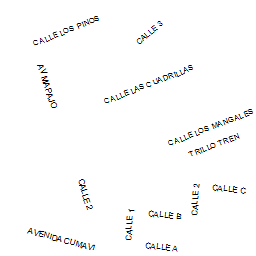 CALLE LOS PINOS
CALLE 3
AV MAPAJO
CALLE LAS CUADRILLAS
CALLE LOS MANGALES
TRILLO TREN
CALLE 2
CALLE 2
CALLE C
CALLE 1
CALLE B
AVENIDA CUMAVI
CALLE A